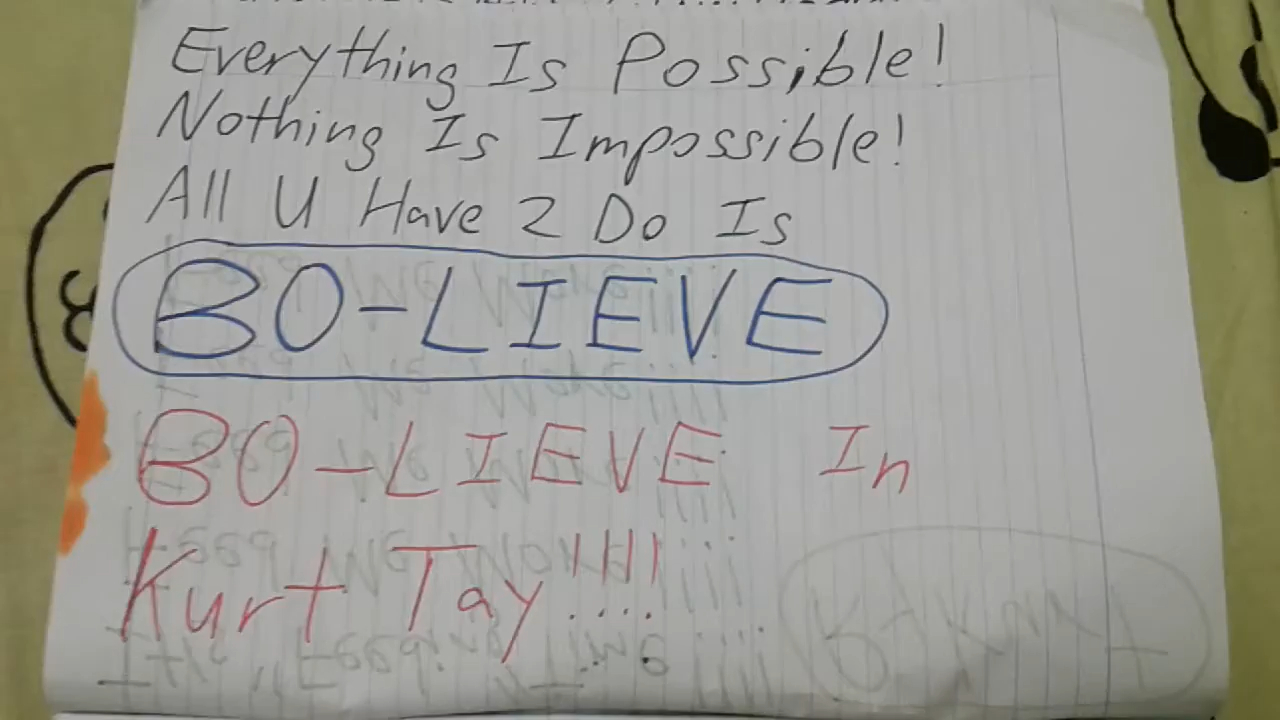 Everything Is Possible!
Nothing Is Impossible!
All U Have 2 Do Is
BO-LIEVE
BO-LIEVE In
Kurt Tay!!!!